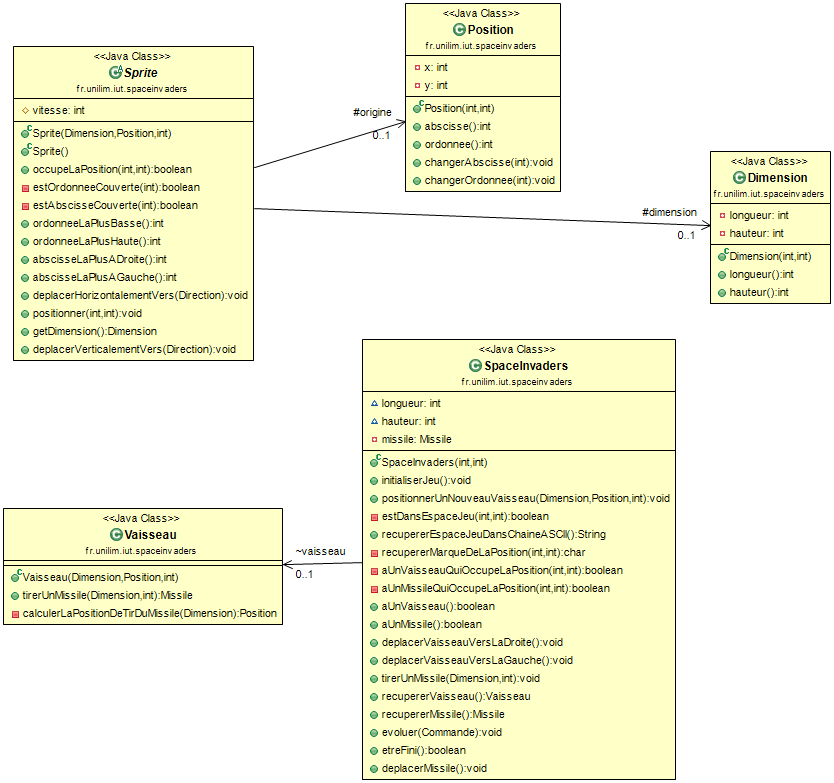 <<Java Class>>
Sprite
fr.unilim.iut.spaceinvaders
vitesse: int
Sprite(Dimension,Position,int)
Sprite()
occupeLaPosition(int,int):boolean
estOrdonneeCouverte(int):boolean
estAbscisseCouverte(int):boolean
ordonneeLaPlusBasse():int
ordonneeLaPlusHaute():int
abscisseLaPlusADroite():int
abscisseLaPlusAGauche():int
deplacerHorizontalementVers(Direction):void
positionner(int,int):void
getDimension():Dimension
deplacerVerticalementVers(Direction):void
#origine
0..1
<<Java Class>>
Position
fr.unilim.iut.spaceinvaders
x: int
y: int
Position(int,int)
abscisse():int
ordonnee():int
changerAbscisse(int):void
changerOrdonnee(int):void
#dimension
0..1
<<Java Class>>
Dimension
fr.unilim.iut.spaceinvaders
longueur: int
hauteur: int
Dimension(int,int)
longueur():int
hauteur():int
<<Java Class>>
SpaceInvaders
fr.unilim.iut.spaceinvaders
longueur: int
hauteur: int
missile: Missile
SpaceInvaders(int,int)
initialiserJeu():void
positionnerUnNouveauVaisseau(Dimension,Position,int):void
estDansEspaceJeu(int,int):boolean
recupererEspaceJeuDansChaineASCII():String
recupererMarqueDeLaPosition(int,int):char
aUnVaisseauQuiOccupeLaPosition(int,int):boolean
aUnMissileQuiOccupeLaPosition(int,int):boolean
aUnVaisseau():boolean
aUnMissile():boolean
deplacerVaisseauVersLaDroite():void
deplacerVaisseauVersLaGauche():void
tirerUnMissile(Dimension,int):void
recupererVaisseau():Vaisseau
recupererMissile():Missile
evoluer(Commande):void
etreFini():boolean
deplacerMissile():void
~vaisseau
0..1
<<Java Class>>
Vaisseau
fr.unilim.iut.spaceinvaders
Vaisseau(Dimension,Position,int)
tirerUnMissile(Dimension,int):Missile
calculerLaPositionDeTirDuMissile(Dimension):Position